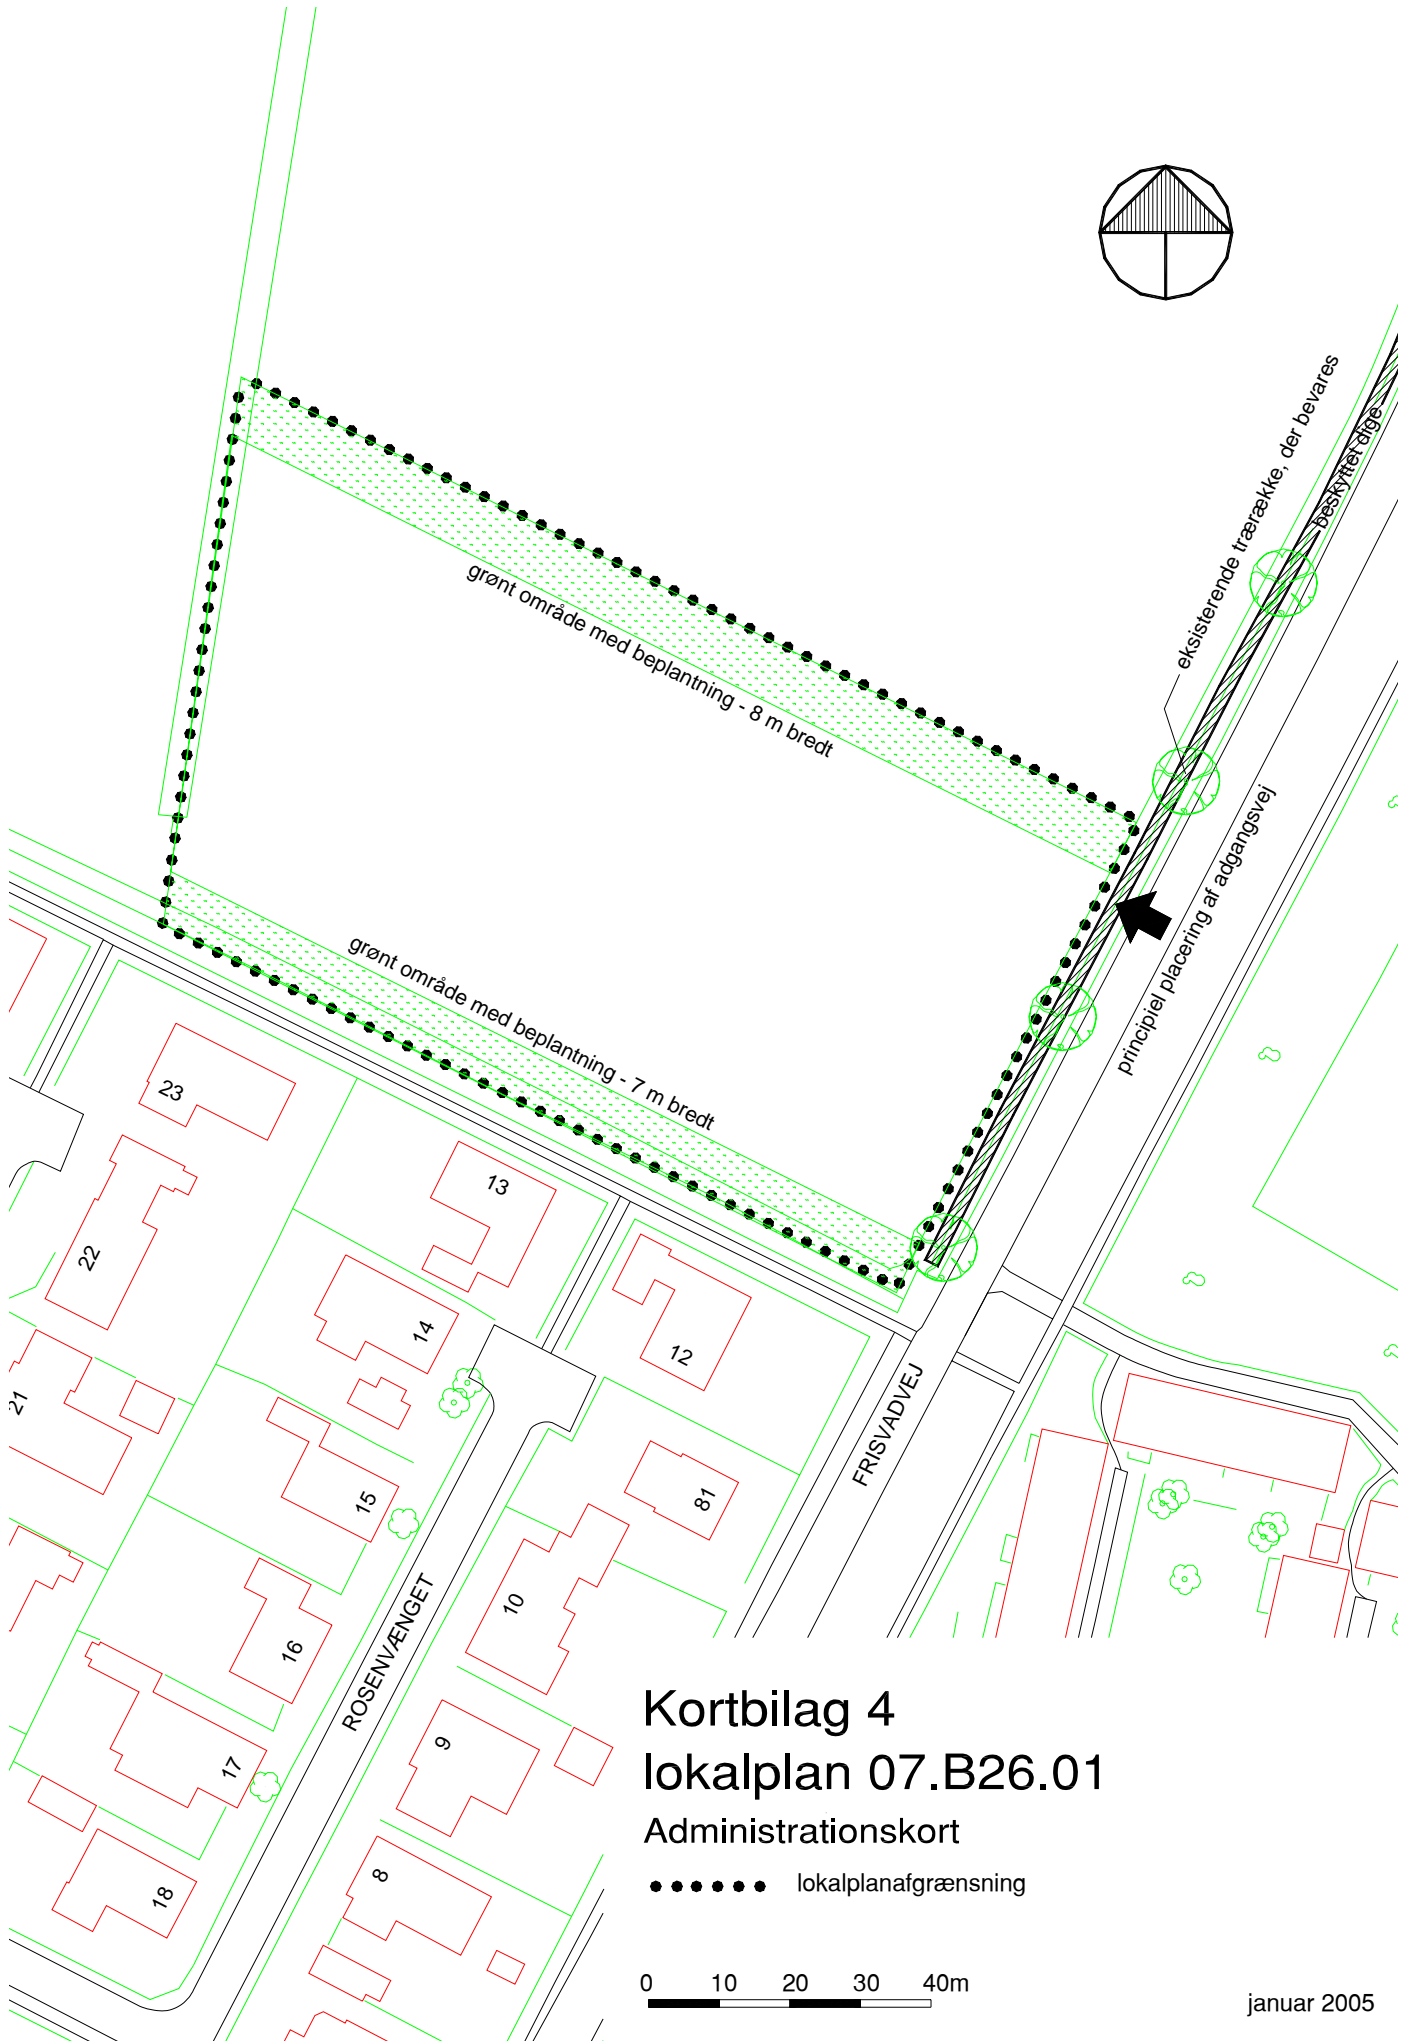 eksisterende trærække, der bevares
beskyttet dige
grønt område med beplantning - 8 m bredt
principiel placering af adgangsvej
grønt område med beplantning - 7 m bredt
23
13
22
14
12
21
FRISVADVEJ
15
81
10
16
ROSENVÆNGET
9
17
8
18
Kortbilag 4
lokalplan 07.B26.01
Administrationskort
lokalplanafgrænsning
0 10 20 30 40m
januar 2005